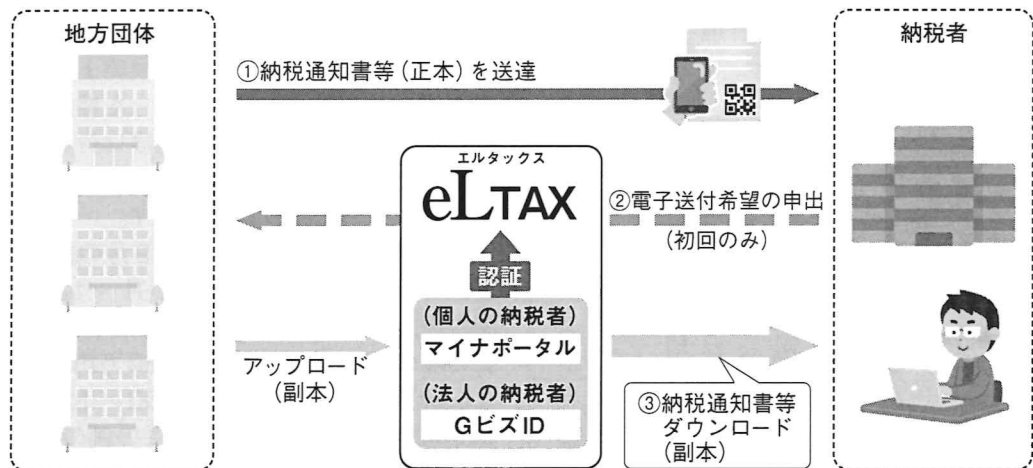 地方団体
納税者
①納税通知書等（正本）を送達
エルタックス
eLTAX
②電子送付希望の申出
（初回のみ）
認証
（個人の納税者）
マイナポータル
（法人の納税者）
GビズID
アップロード
（副本）
③納税通知書等
ダウンロード
（副本）